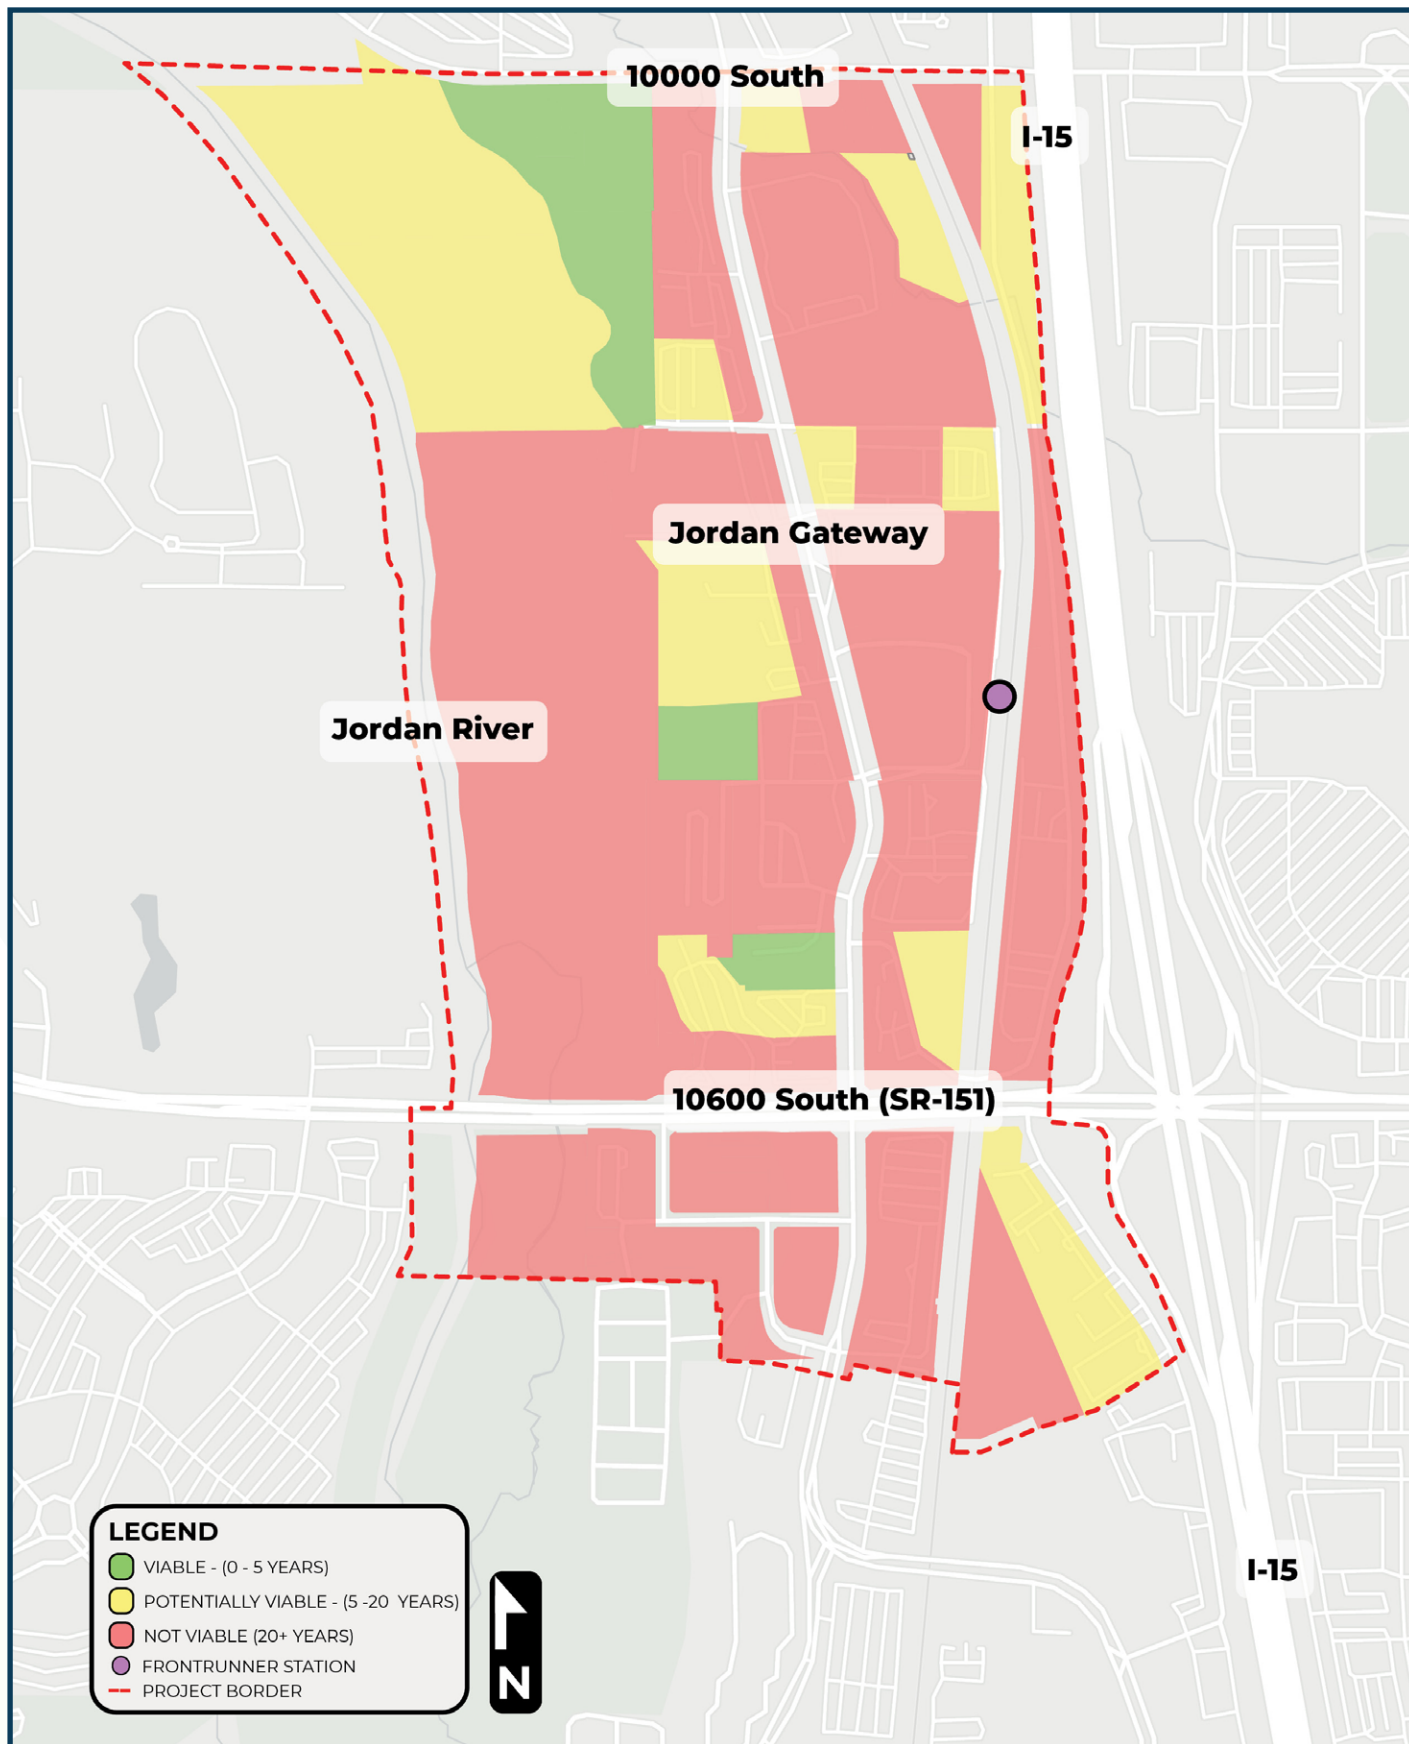 10000 South
I-15
Jordan Gateway
Jordan River
10600 South (SR-151)
I-15
LEGEND
VIABLE - (0 - 5 YEARS)
POTENTIALLY VIABLE - (5 -20 YEARS)
NOT VIABLE (20+ YEARS)
FRONTRUNNER STATION
PROJECT BORDER
N